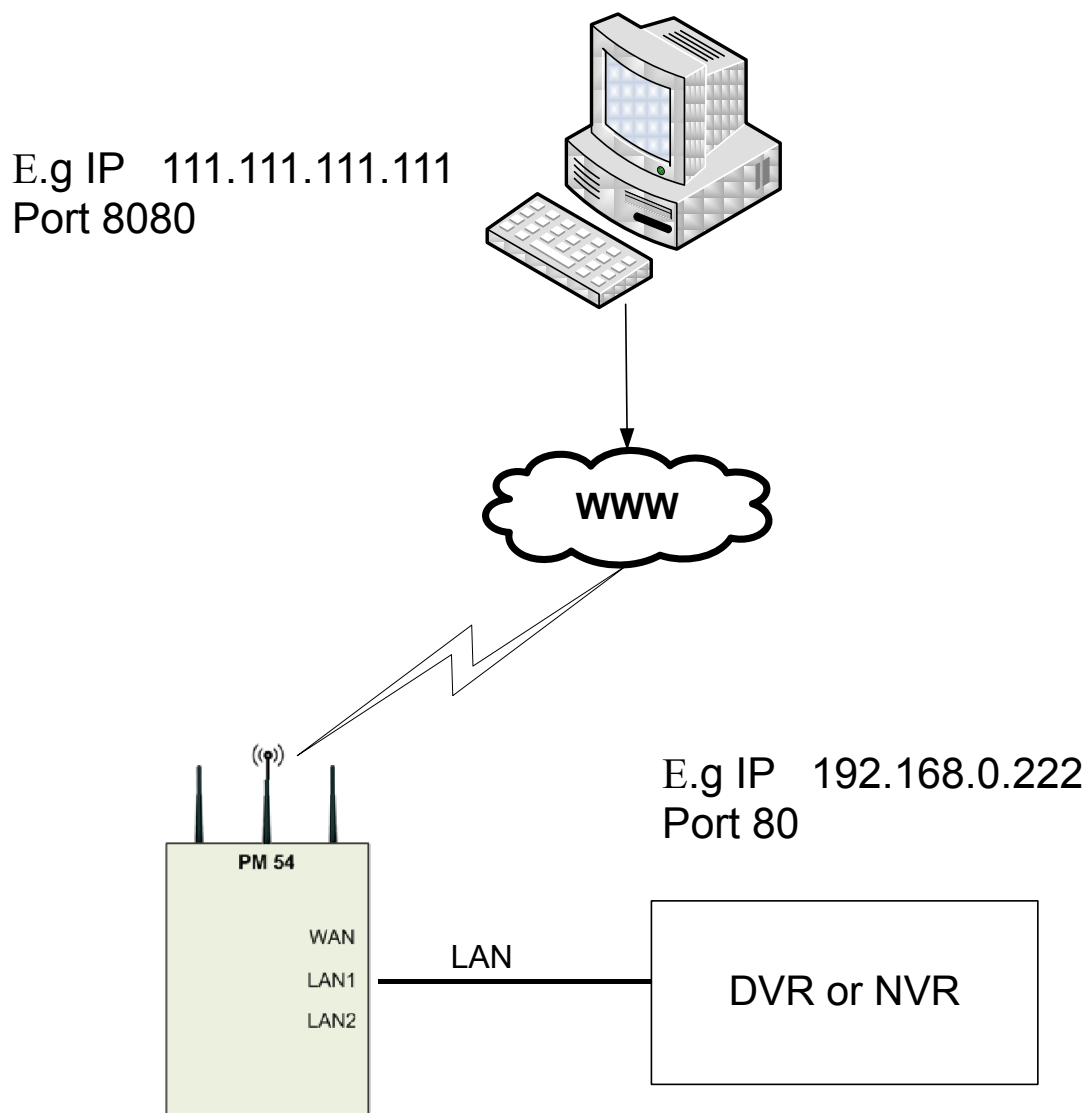 E.g IP 111.111.111.111
Port 8080
WWW
E.g IP 192.168.0.222
Port 80
PM 54
WAN
LAN1
LAN2
LAN
DVR or NVR